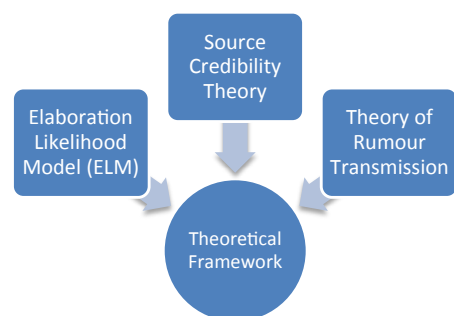 Source
Credibility
Theory
Elaboration
Likelihood
Model (ELM)
Theory of
Rumour
Transmission
Theoretical
Framework